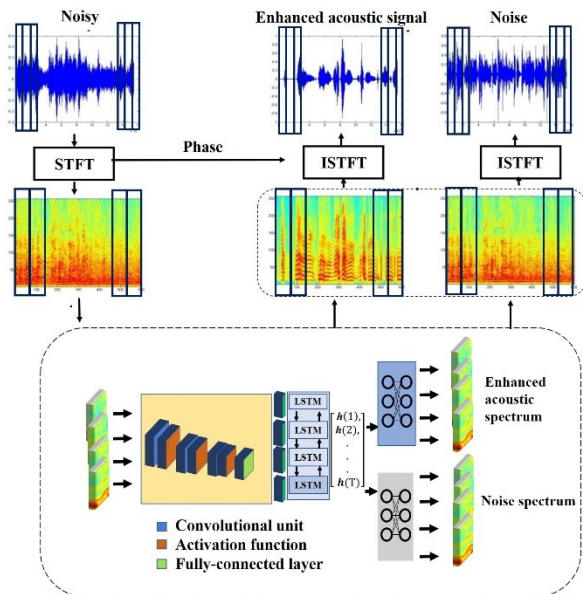 Noisy
Enhanced acoustic signal
Noise
STFT
Phase
ISTFT
ISTFT
LSTM
LSTM
LSTM
LSTM
h(1),
h(2),
.
.
h(T)
Enhanced
acoustic
spectrum
Noise spectrum
Convolutional unit
Activation function
Fully-connected layer